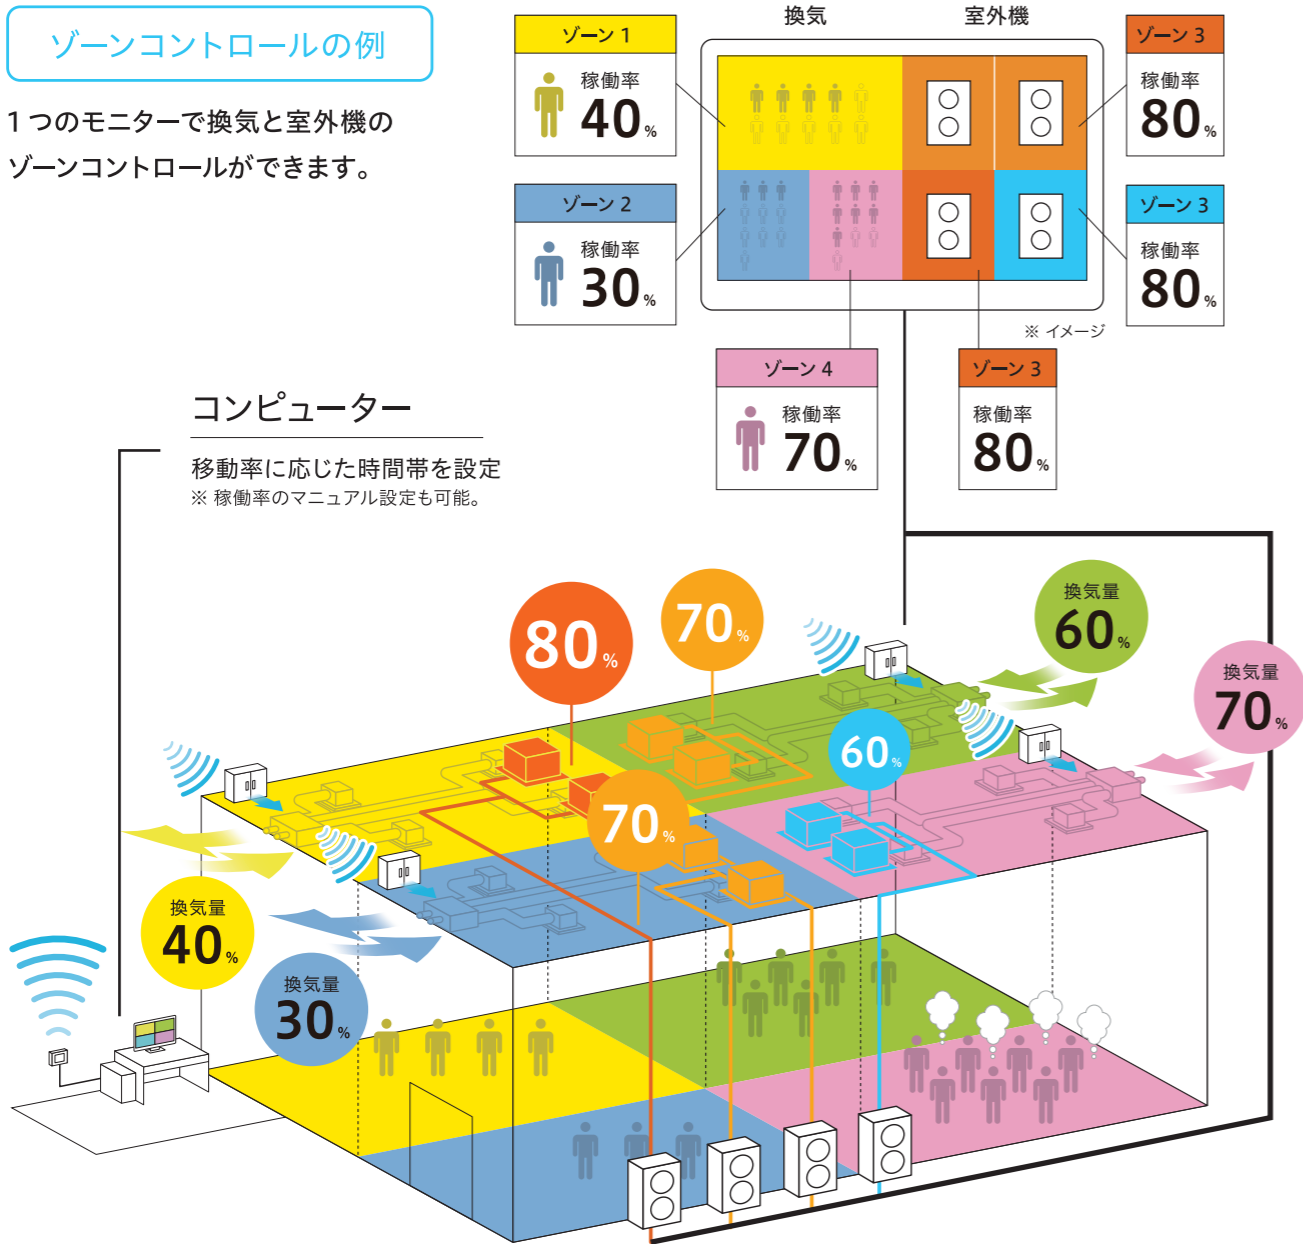 ゾーンコントロールの例
1つのモニターで換気と室外機の
ゾーンコントロールができます。
換気
室外機
ゾーン 1
稼働率
40%
ゾーン 2
稼働率
30%
ゾーン 3
稼働率
80%
ゾーン 3
稼働率
80%
※ イメージ
ゾーン 4
稼働率
70%
ゾーン 3
稼働率
80%
コンピューター
移動率に応じた時間帯を設定
※ 稼働率のマニュアル設定も可能。
80%
70%
換気量
60%
換気量
70%
60%
70%
換気量
40%
換気量
30%